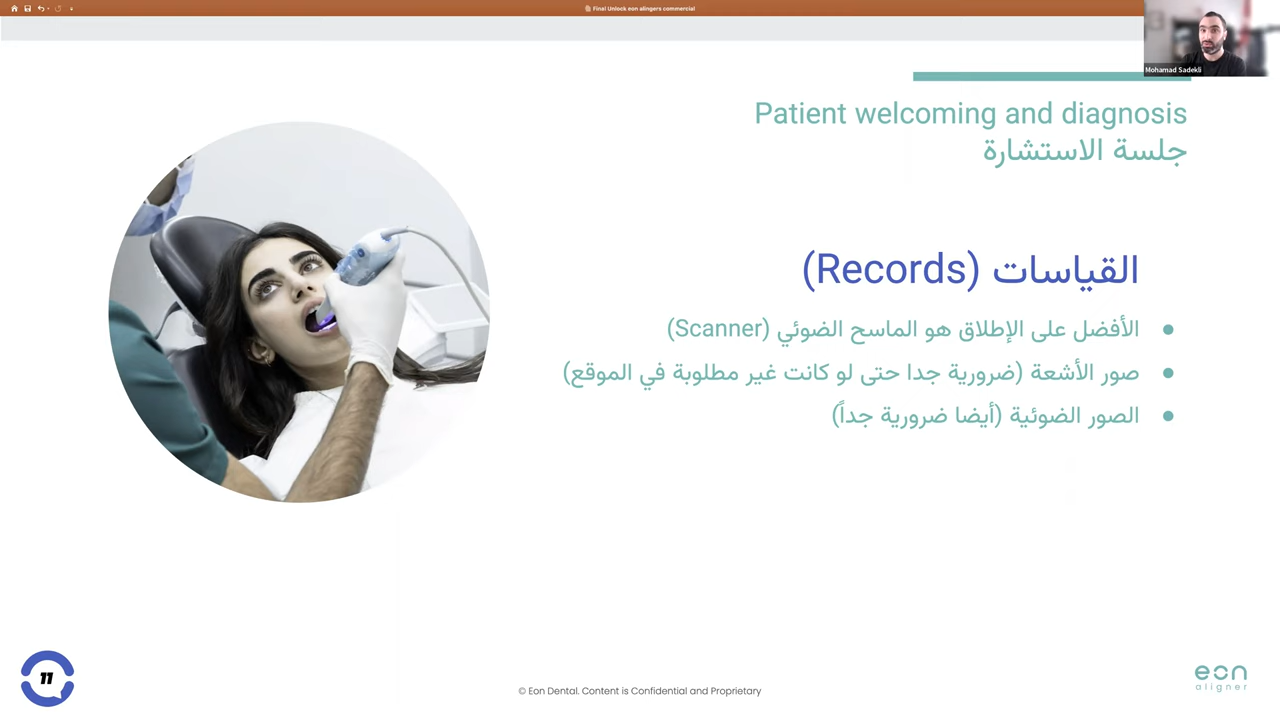 Final Unlock eon alingers commercial
Mohamad Sadekli
Patient welcoming and diagnosis
جلسة الاستشارة
القياسات (Records)
الأفضل على الإطلاق هو الماسح الضوئي (Scanner)
صور الأشعة (ضرورية جدا حتى لو كانت غير مطلوبة في الموقع)
الصور الضوئية (أيضا ضرورية جداً)
11
© Eon Dental. Content is Confidential and Proprietary
eon
aligner